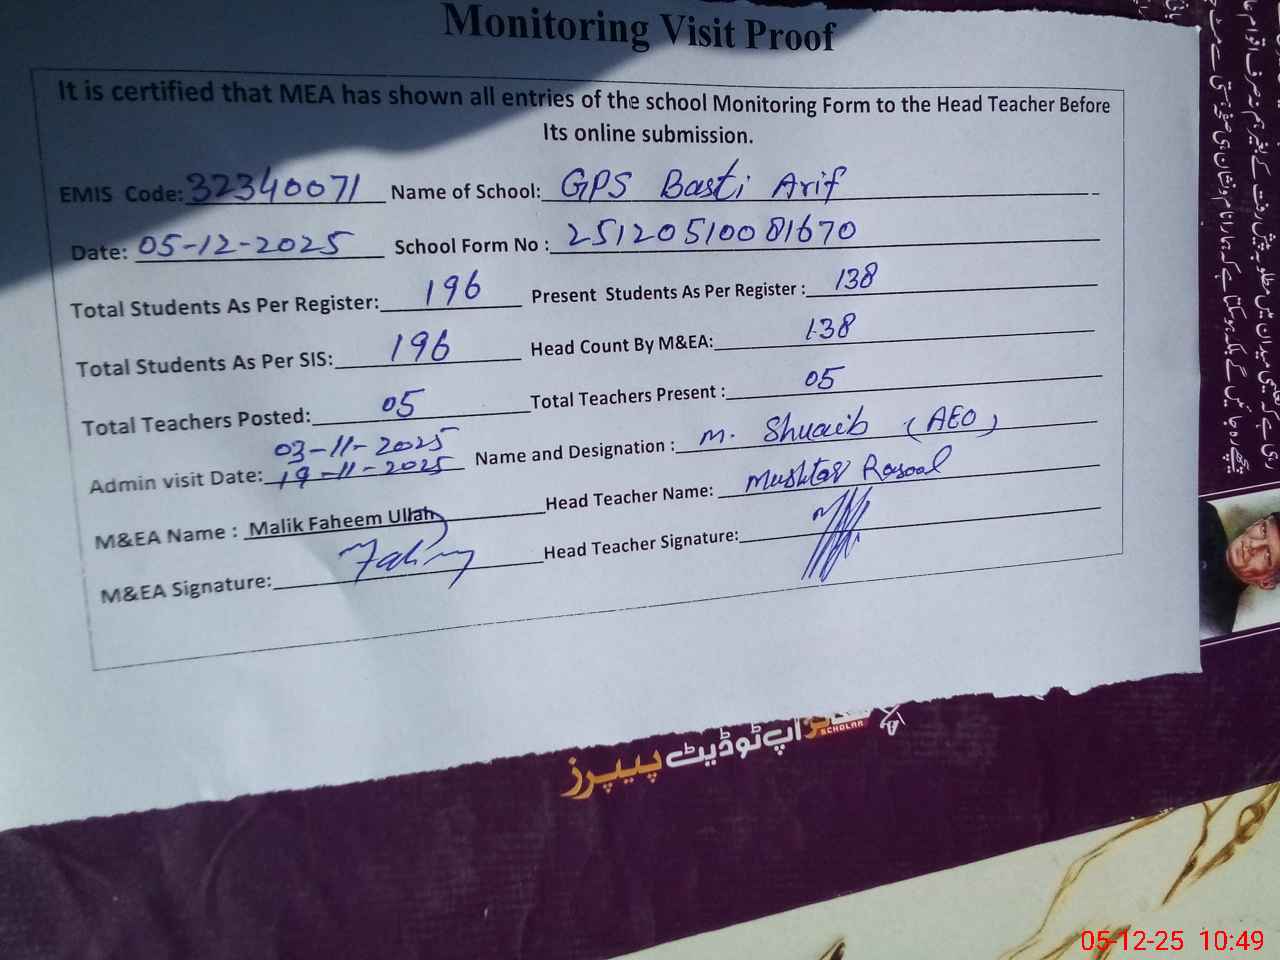 Monitoring Visit Proof
It is certified that MEA has shown all entries of the school Monitoring Form to the Head Teacher Before
Its online submission.
EMIS Code: 32340071 Name of School: GPS Basti Arif
Date: 05-12-2025 School Form No : 25120510081670
Total Students As Per Register: 196 Present Students As Per Register : 138
Total Students As Per SIS: 196 Head Count By M&EA: 138
Total Teachers Posted: 05 Total Teachers Present : 05
03-11-2025
Admin visit Date: 19-11-2025 Name and Designation : M. Shuaib (AEO)
M&EA Name : Malik Faheem Ullah Head Teacher Name: Mushtaq Rasool
M&EA Signature: Head Teacher Signature:
اپ ٹو ڈیٹ پیپرز
SCHOLAR
05-12-25 10:49